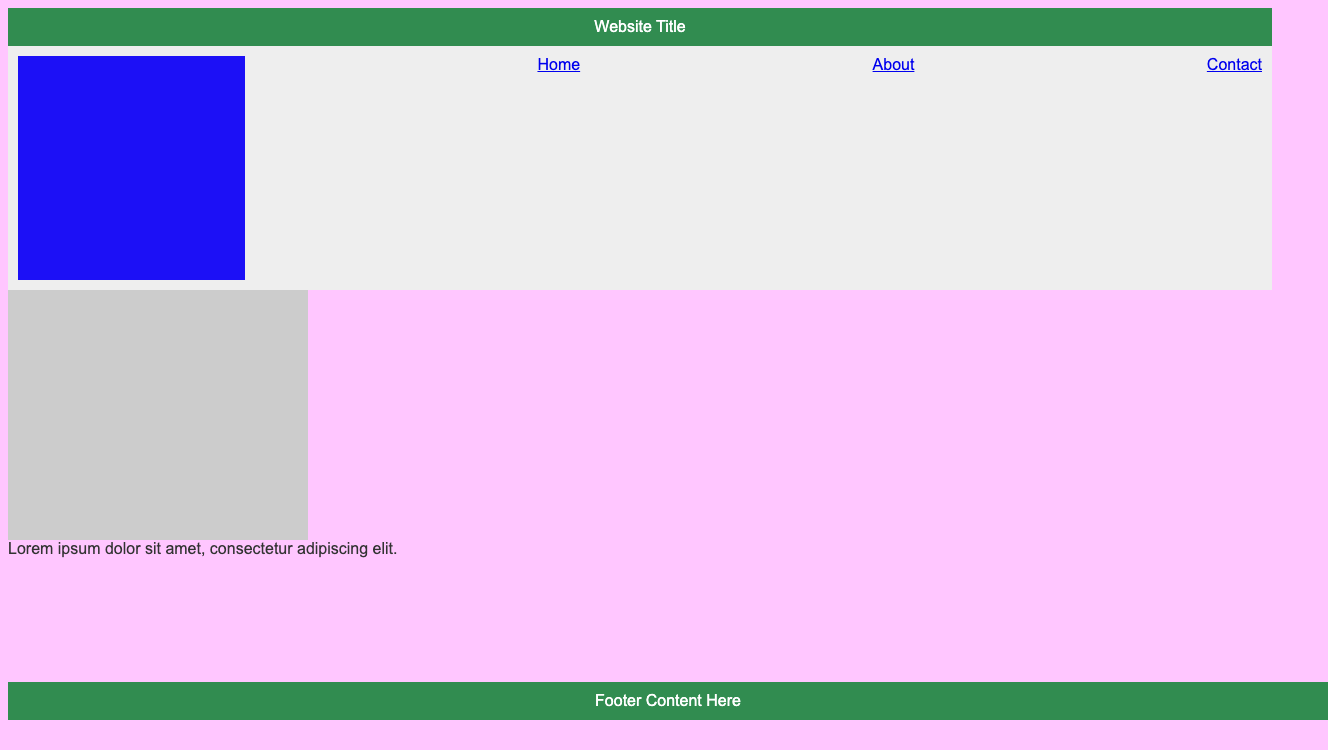 Website Title
Home About Contact
Lorem ipsum dolor sit amet, consectetur adipiscing elit.
Footer Content Here